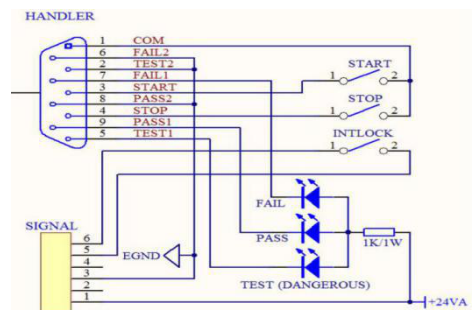 HANDLER
1 COM
6 FAIL2
2 TEST2
7 FAIL1
3 START
8 PASS2
4 STOP
9 PASS1
5 TEST1
START
1 2
STOP
1 2
INTLOCK
1 2
FAIL
PASS
1K/1W
EGND
TEST (DANGEROUS)
+24VA
SIGNAL
6
5
4
3
2
1